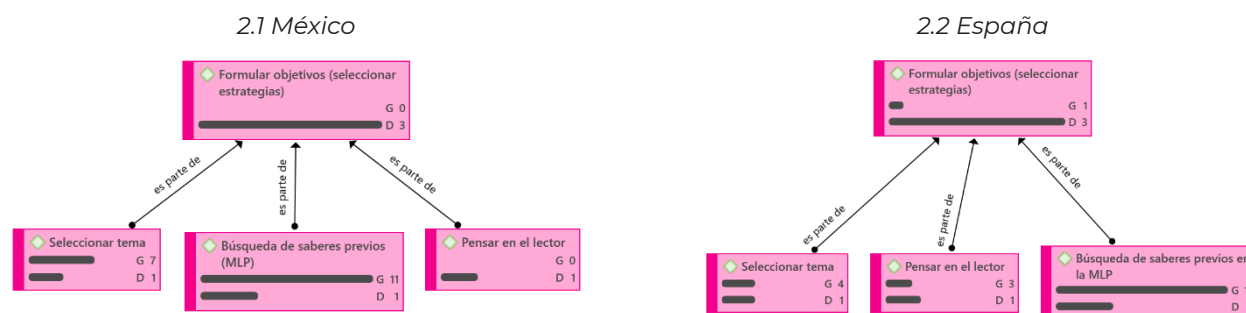 2.1 México
Formular objetivos (seleccionar
estrategias)
G 0
D 3
es parte de
es parte de
es parte de
Seleccionar tema
G 7
D 1
Búsqueda de saberes previos
(MLP)
G 11
D 1
Pensar en el lector
G 0
D 1
2.2 España
Formular objetivos (seleccionar
estrategias)
G 1
D 3
es parte de
es parte de
es parte de
Seleccionar tema
G 4
D 1
Pensar en el lector
G 3
D 1
Búsqueda de saberes previos en
la MLP
G
D